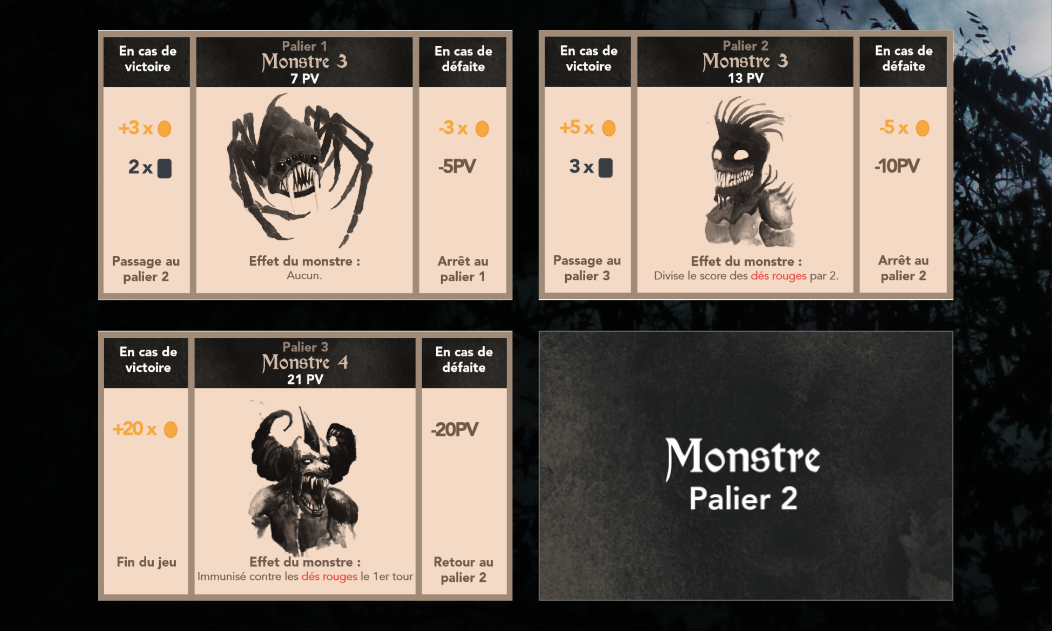 En cas de
victoire
Palier 1
Monstre 3
7 PV
En cas de
défaite
+3 x
2 x
-3 x
-5PV
Passage au
palier 2
Effet du monstre :
Aucun.
Arrêt au
palier 1
En cas de
victoire
Palier 2
Monstre 3
13 PV
En cas de
défaite
+5 x
3 x
-5 x
-10PV
Passage au
palier 3
Effet du monstre :
Divise le score des dés rouges par 2.
Arrêt au
palier 2
En cas de
victoire
Palier 3
Monstre 4
21 PV
En cas de
défaite
+20 x
-20PV
Fin du jeu
Effet du monstre :
Immunisé contre les dés rouges le 1er tour
Retour au
palier 2
Monstre
Palier 2